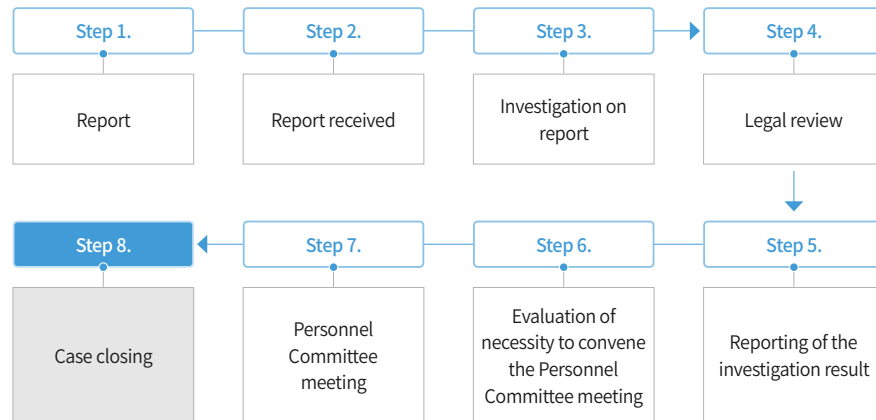 Step 1.
Report
Step 2.
Report received
Step 3.
Investigation on
report
Step 4.
Legal review
Step 5.
Reporting of the
investigation result
Step 6.
Evaluation of
necessity to convene
the Personnel
Committee meeting
Step 7.
Personnel
Committee
meeting
Step 8.
Case closing